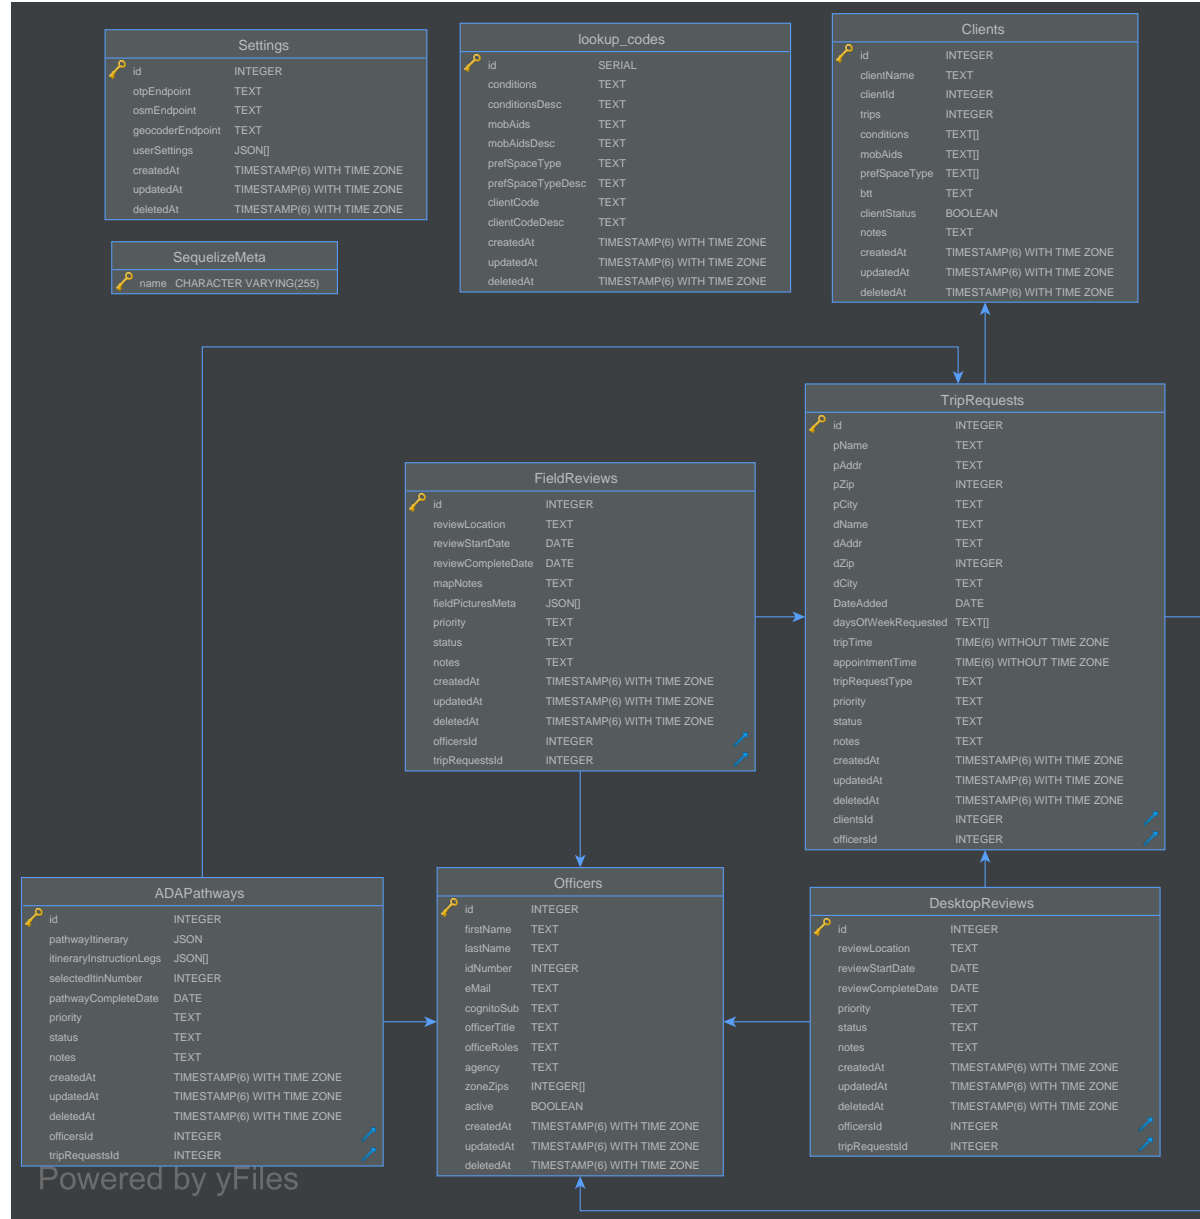 Settings
id INTEGER
otpEndpoint TEXT
osmEndpoint TEXT
geocoderEndpoint TEXT
userSettings JSON[]
createdAt TIMESTAMP(6) WITH TIME ZONE
updatedAt TIMESTAMP(6) WITH TIME ZONE
deletedAt TIMESTAMP(6) WITH TIME ZONE
SequelizeMeta
name CHARACTER VARYING(255)
lookup_codes
id SERIAL
conditions TEXT
conditionsDesc TEXT
mobAids TEXT
mobAidsDesc TEXT
prefSpaceType TEXT
prefSpaceTypeDesc TEXT
clientCode TEXT
clientCodeDesc TEXT
createdAt TIMESTAMP(6) WITH TIME ZONE
updatedAt TIMESTAMP(6) WITH TIME ZONE
deletedAt TIMESTAMP(6) WITH TIME ZONE
Clients
id INTEGER
clientName TEXT
clientId INTEGER
trips INTEGER
conditions TEXT[]
mobAids TEXT[]
prefSpaceType TEXT[]
btt TEXT
clientStatus BOOLEAN
notes TEXT
createdAt TIMESTAMP(6) WITH TIME ZONE
updatedAt TIMESTAMP(6) WITH TIME ZONE
deletedAt TIMESTAMP(6) WITH TIME ZONE
TripRequests
id INTEGER
pName TEXT
pAddr TEXT
pZip INTEGER
pCity TEXT
dName TEXT
dAddr TEXT
dZip INTEGER
dCity TEXT
DateAdded DATE
daysOfWeekRequested TEXT[]
tripTime TIME(6) WITHOUT TIME ZONE
appointmentTime TIME(6) WITHOUT TIME ZONE
tripRequestType TEXT
priority TEXT
status TEXT
notes TEXT
createdAt TIMESTAMP(6) WITH TIME ZONE
updatedAt TIMESTAMP(6) WITH TIME ZONE
deletedAt TIMESTAMP(6) WITH TIME ZONE
clientsId INTEGER
officersId INTEGER
FieldReviews
id INTEGER
reviewLocation TEXT
reviewStartDate DATE
reviewCompleteDate DATE
mapNotes TEXT
fieldPicturesMeta JSON[]
priority TEXT
status TEXT
notes TEXT
createdAt TIMESTAMP(6) WITH TIME ZONE
updatedAt TIMESTAMP(6) WITH TIME ZONE
deletedAt TIMESTAMP(6) WITH TIME ZONE
officersId INTEGER
tripRequestsId INTEGER
ADAPathways
id INTEGER
pathwayItinerary JSON
itineraryInstructionLegs JSON[]
selectedItinNumber INTEGER
pathwayCompleteDate DATE
priority TEXT
status TEXT
notes TEXT
createdAt TIMESTAMP(6) WITH TIME ZONE
updatedAt TIMESTAMP(6) WITH TIME ZONE
deletedAt TIMESTAMP(6) WITH TIME ZONE
officersId INTEGER
tripRequestsId INTEGER
Officers
id INTEGER
firstName TEXT
lastName TEXT
idNumber INTEGER
eMail TEXT
cognitoSub TEXT
officerTitle TEXT
officeRoles TEXT
agency TEXT
zoneZips INTEGER[]
active BOOLEAN
createdAt TIMESTAMP(6) WITH TIME ZONE
updatedAt TIMESTAMP(6) WITH TIME ZONE
deletedAt TIMESTAMP(6) WITH TIME ZONE
DesktopReviews
id INTEGER
reviewLocation TEXT
reviewStartDate DATE
reviewCompleteDate DATE
priority TEXT
status TEXT
notes TEXT
createdAt TIMESTAMP(6) WITH TIME ZONE
updatedAt TIMESTAMP(6) WITH TIME ZONE
deletedAt TIMESTAMP(6) WITH TIME ZONE
officersId INTEGER
tripRequestsId INTEGER
Powered by yFiles